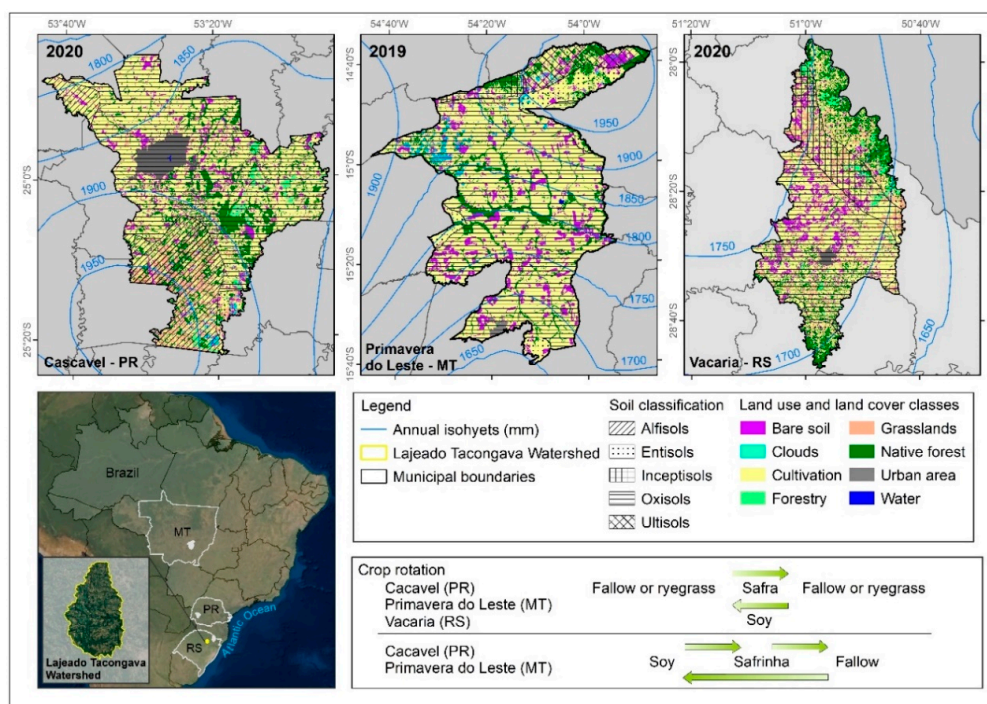 53°40'W 53°20'W
54°40'W 54°20'W 54°0'W
51°20'W 51°0'W 50°40'W
2020
1800
1850
1900
1950
25°0'S
25°20'S
Cascavel - PR
2019
14°40'S
15°0'S
15°20'S
15°40'S
1950
1900
1900
1850
1800
1750
1650
1700
Primavera
do Leste - MT
2020
28°0'S
28°20'S
28°40'S
1750
1700
1650
Vacaria - RS
Brazil
MT
PR
RS
Atlantic Ocean
Lajeado Tacongava
Watershed
Legend
Annual isohyets (mm)
Lajeado Tacongava Watershed
Municipal boundaries
Soil classification
Alfisols
Entisols
Inceptisols
Oxisols
Ultisols
Land use and land cover classes
Bare soil
Clouds
Cultivation
Forestry
Grasslands
Native forest
Urban area
Water
Crop rotation
Cacavel (PR)
Primavera do Leste (MT)
Vacaria (RS)
Fallow or ryegrass Safra Fallow or ryegrass
Soy
Cacavel (PR)
Primavera do Leste (MT)
Soy Safrinha Fallow